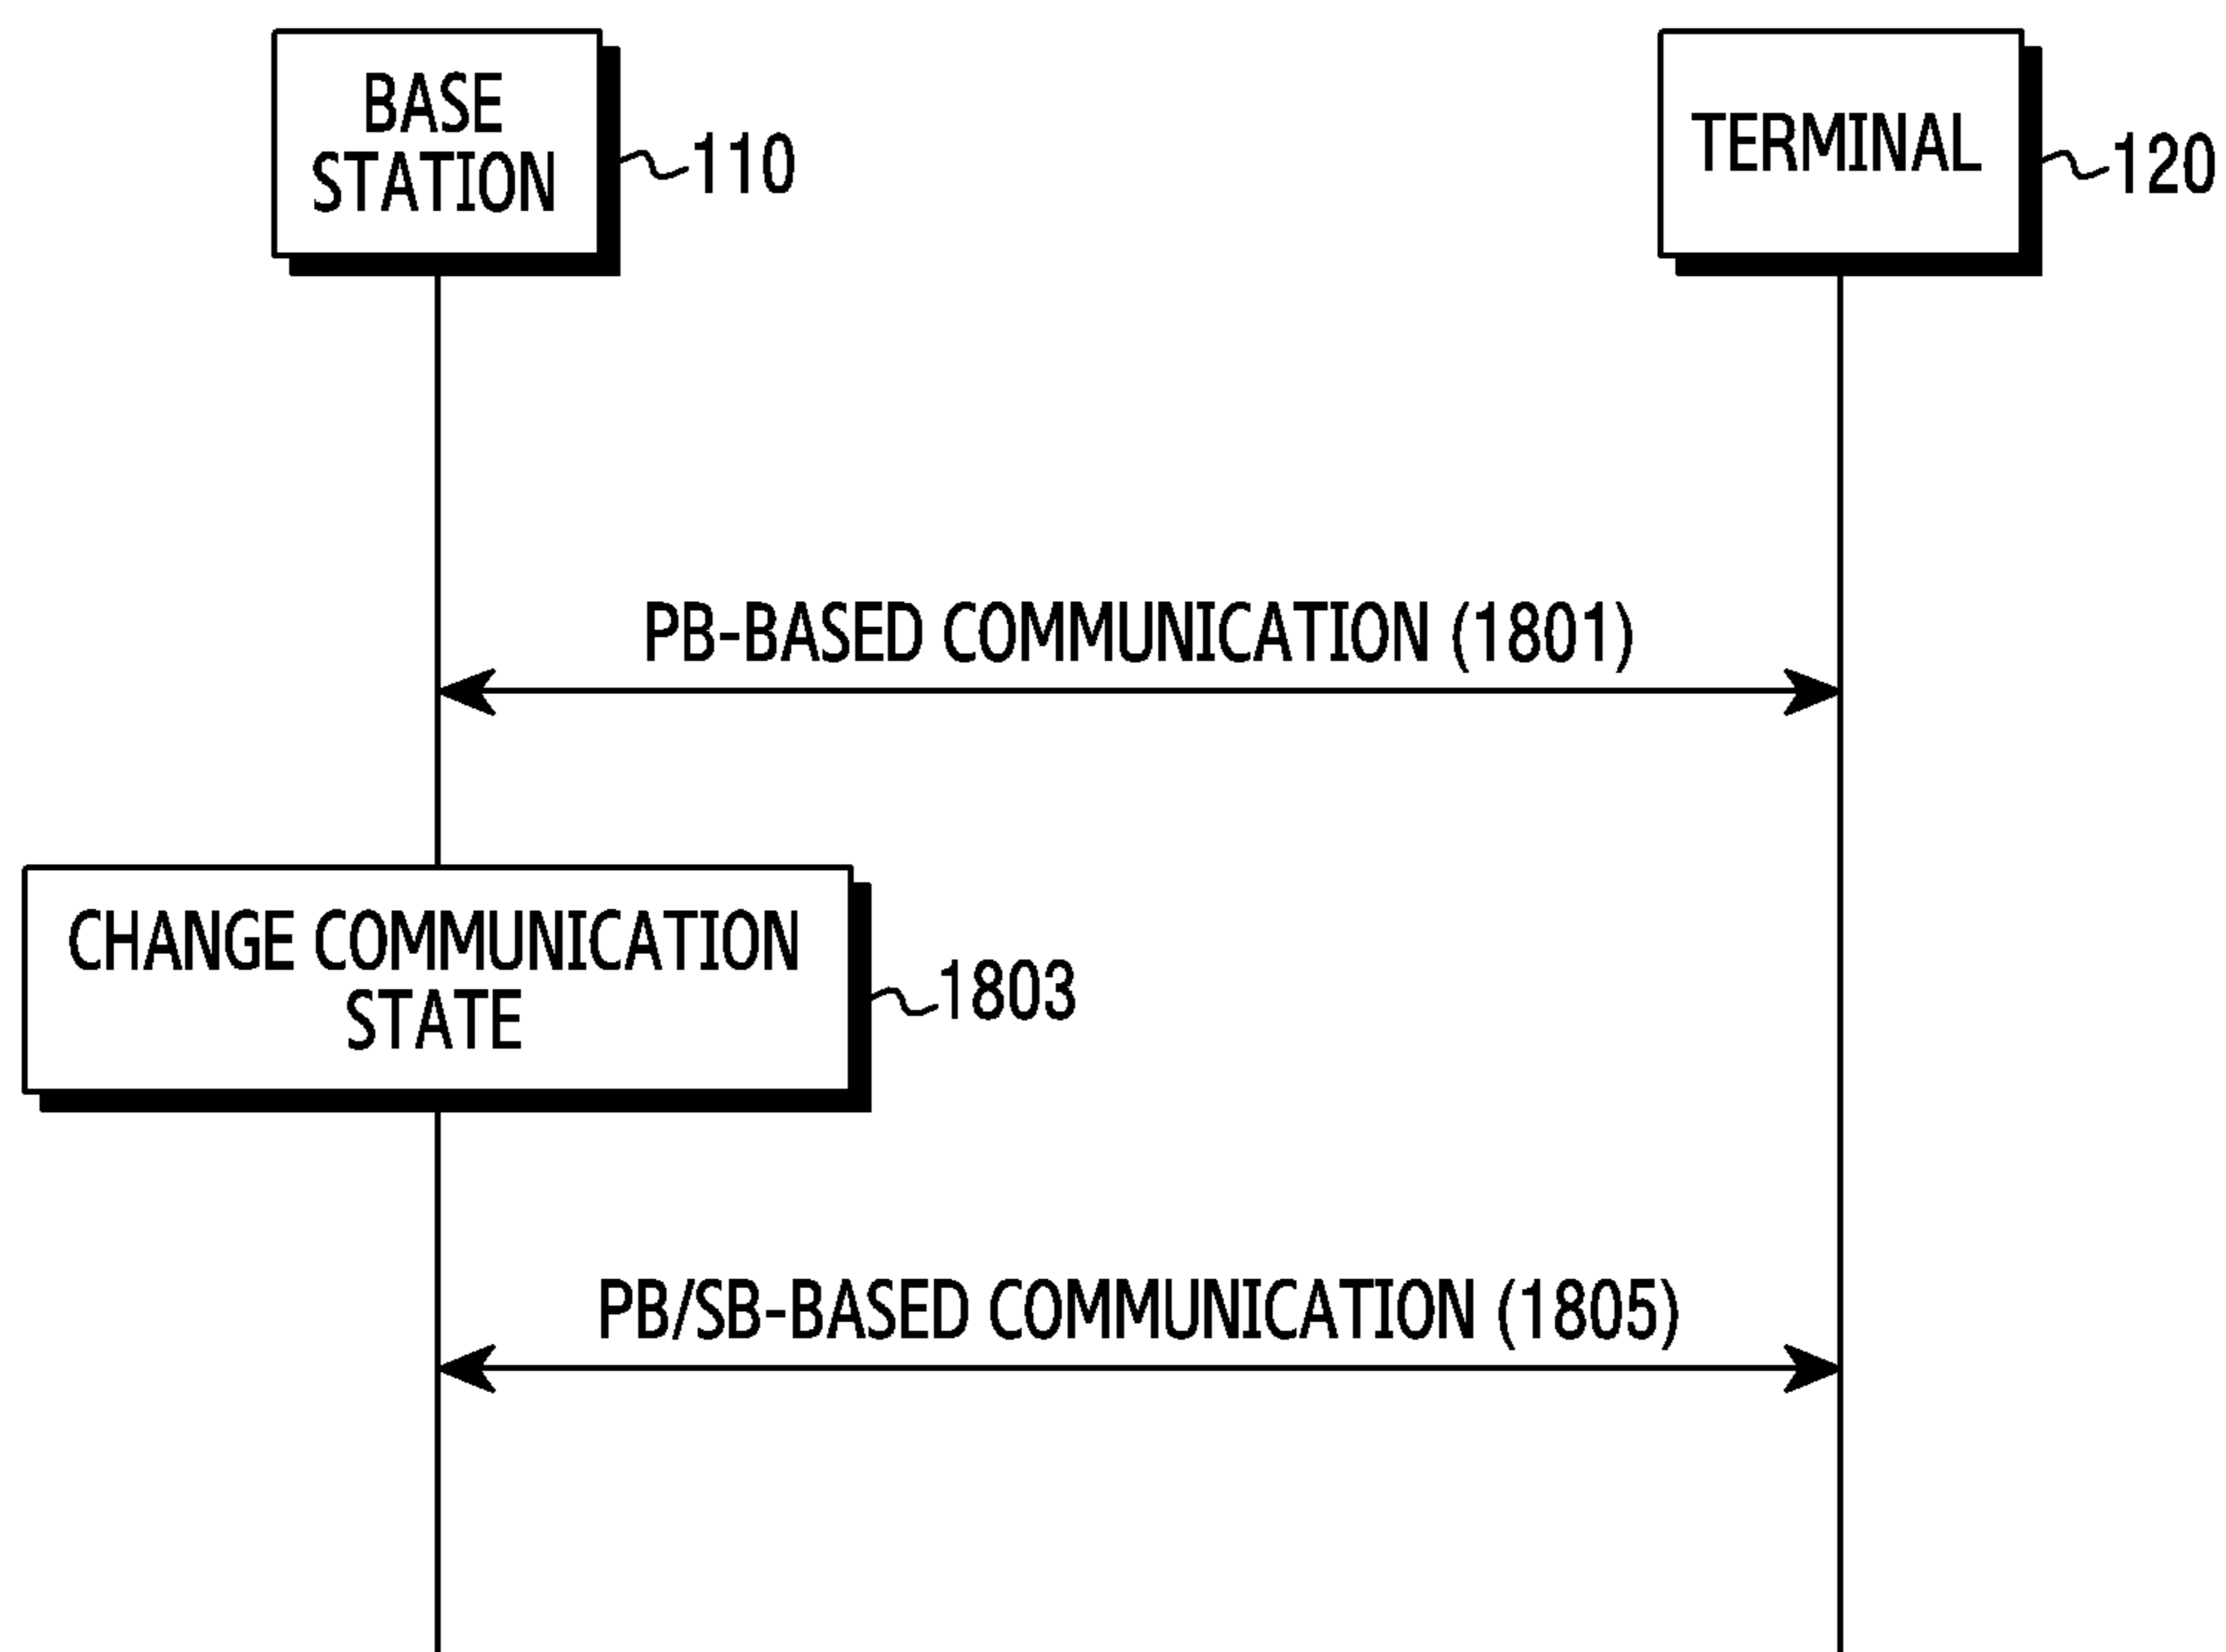 BASE
STATION
110
TERMINAL
120
PB-BASED COMMUNICATION (1801)
CHANGE COMMUNICATION
STATE
1803
PB/SB-BASED COMMUNICATION (1805)